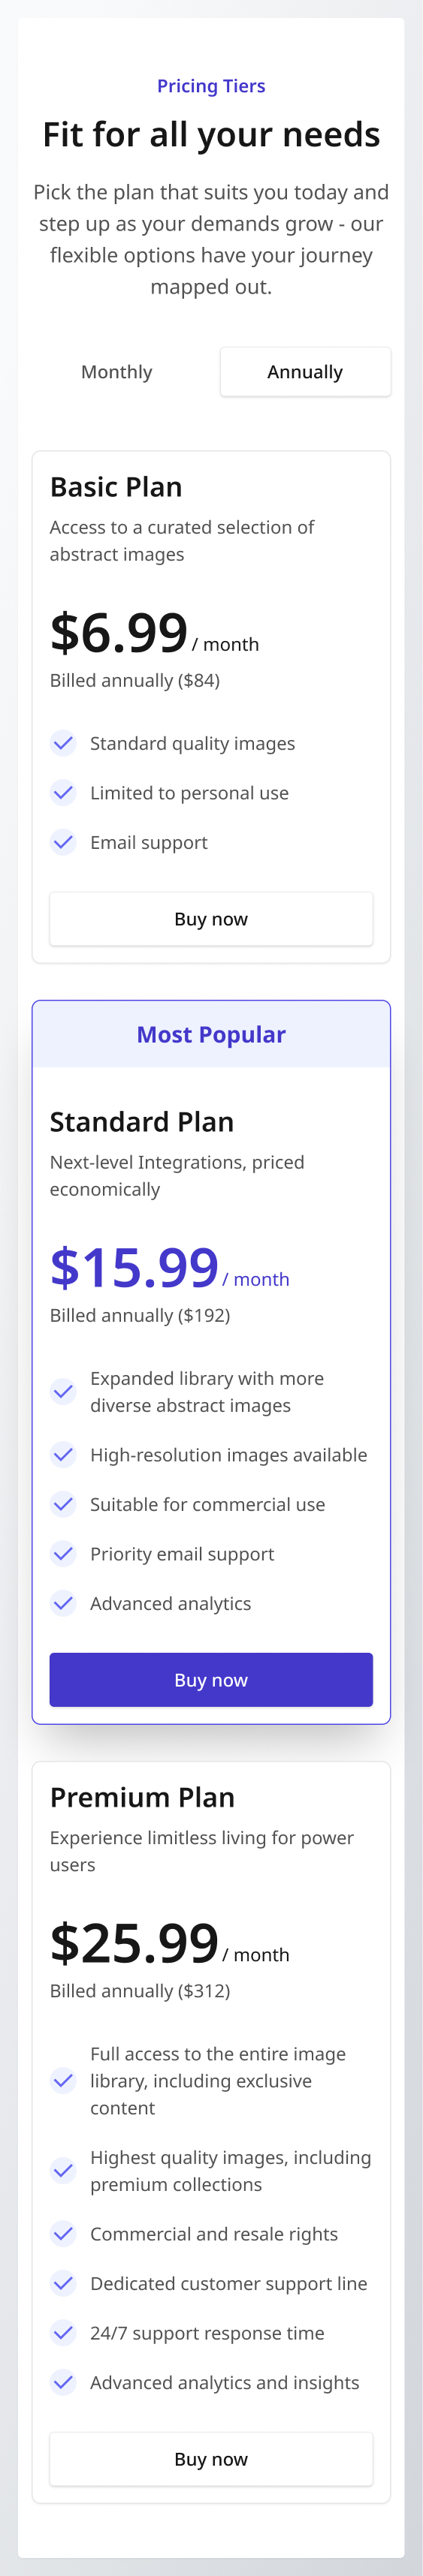 Pricing Tiers
Fit for all your needs
Pick the plan that suits you today and
step up as your demands grow - our
flexible options have your journey
mapped out.
Monthly
Annually
Basic Plan
Access to a curated selection of
abstract images
$6.99 / month
Billed annually ($84)
Standard quality images
Limited to personal use
Email support
Buy now
Most Popular
Standard Plan
Next-level Integrations, priced
economically
$15.99 / month
Billed annually ($192)
Expanded library with more
diverse abstract images
High-resolution images available
Suitable for commercial use
Priority email support
Advanced analytics
Buy now
Premium Plan
Experience limitless living for power
users
$25.99 / month
Billed annually ($312)
Full access to the entire image
library, including exclusive
content
Highest quality images, including
premium collections
Commercial and resale rights
Dedicated customer support line
24/7 support response time
Advanced analytics and insights
Buy now